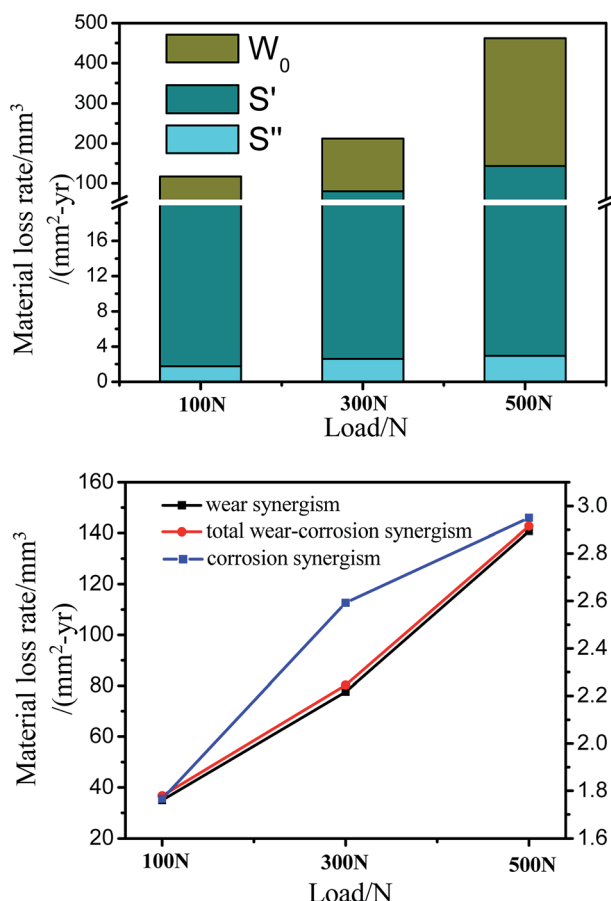 500
400
300
200
100
16
12
8
4
0
Material loss rate/mm³
/(mm²-yr)
W₀
S'
S"
100N
300N
500N
Load/N
160
140
120
100
80
60
40
20
Material loss rate/mm³
/(mm²-yr)
wear synergism
total wear-corrosion synergism
corrosion synergism
3.0
2.8
2.6
2.4
2.2
2.0
1.8
1.6
100N
300N
500N
Load/N